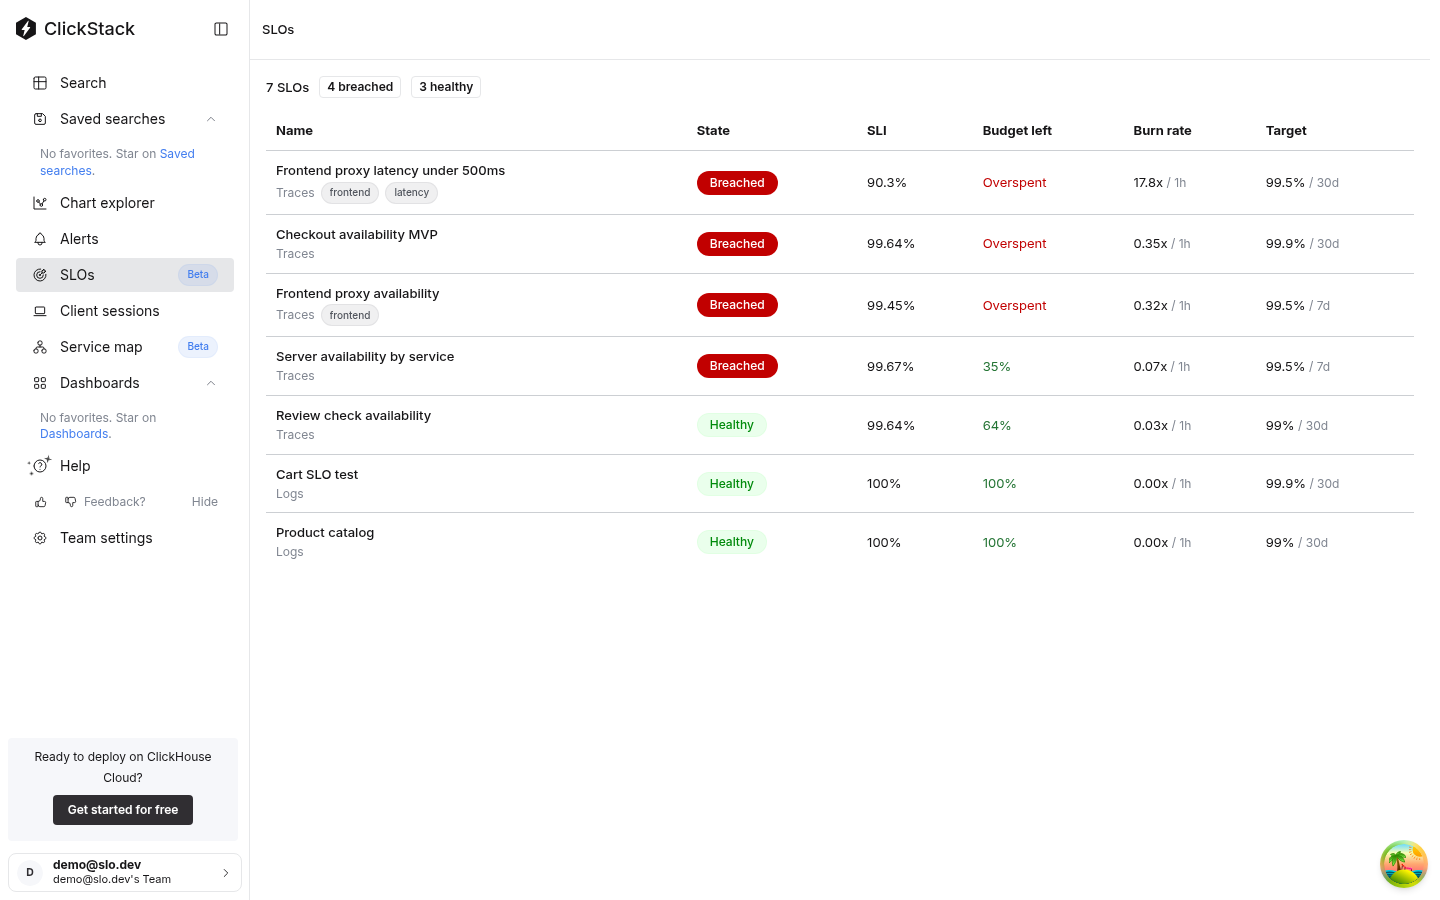 ClickStack
Search
Saved searches
No favorites. Star on Saved
searches.
Chart explorer
Alerts
SLOs Beta
Client sessions
Service map Beta
Dashboards
No favorites. Star on
Dashboards.
Help
Feedback? Hide
Team settings
Ready to deploy on ClickHouse
Cloud?
Get started for free
D
demo@slo.dev
demo@slo.dev's Team
SLOs
7 SLOs 4 breached 3 healthy
Name State SLI Budget left Burn rate Target
Frontend proxy latency under 500ms
Traces frontend latency
Breached 90.3% Overspent 17.8x / 1h 99.5% / 30d
Checkout availability MVP
Traces
Breached 99.64% Overspent 0.35x / 1h 99.9% / 30d
Frontend proxy availability
Traces frontend
Breached 99.45% Overspent 0.32x / 1h 99.5% / 7d
Server availability by service
Traces
Breached 99.67% 35% 0.07x / 1h 99.5% / 7d
Review check availability
Traces
Healthy 99.64% 64% 0.03x / 1h 99% / 30d
Cart SLO test
Logs
Healthy 100% 100% 0.00x / 1h 99.9% / 30d
Product catalog
Logs
Healthy 100% 100% 0.00x / 1h 99% / 30d